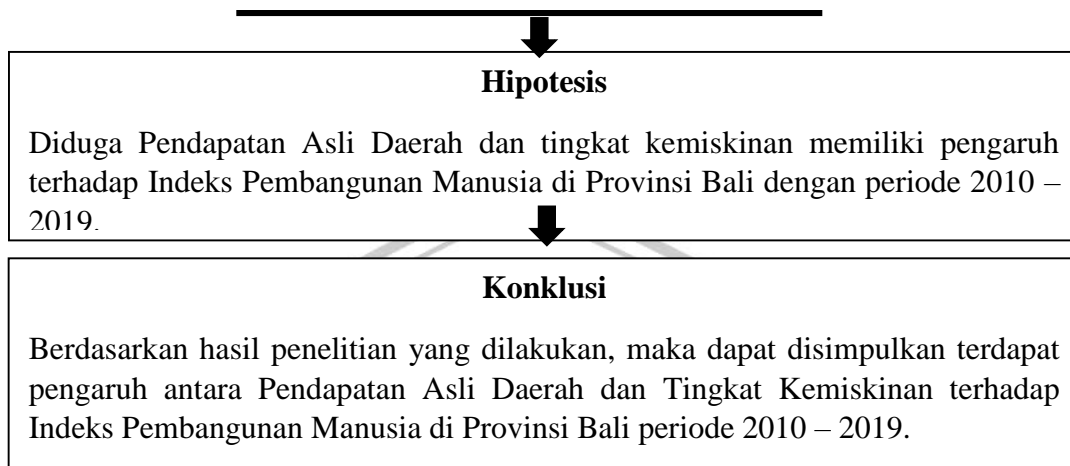 Hipotesis
Diduga Pendapatan Asli Daerah dan tingkat kemiskinan memiliki pengaruh
terhadap Indeks Pembangunan Manusia di Provinsi Bali dengan periode 2010 –
2019.
Konklusi
Berdasarkan hasil penelitian yang dilakukan, maka dapat disimpulkan terdapat
pengaruh antara Pendapatan Asli Daerah dan Tingkat Kemiskinan terhadap
Indeks Pembangunan Manusia di Provinsi Bali periode 2010 – 2019.